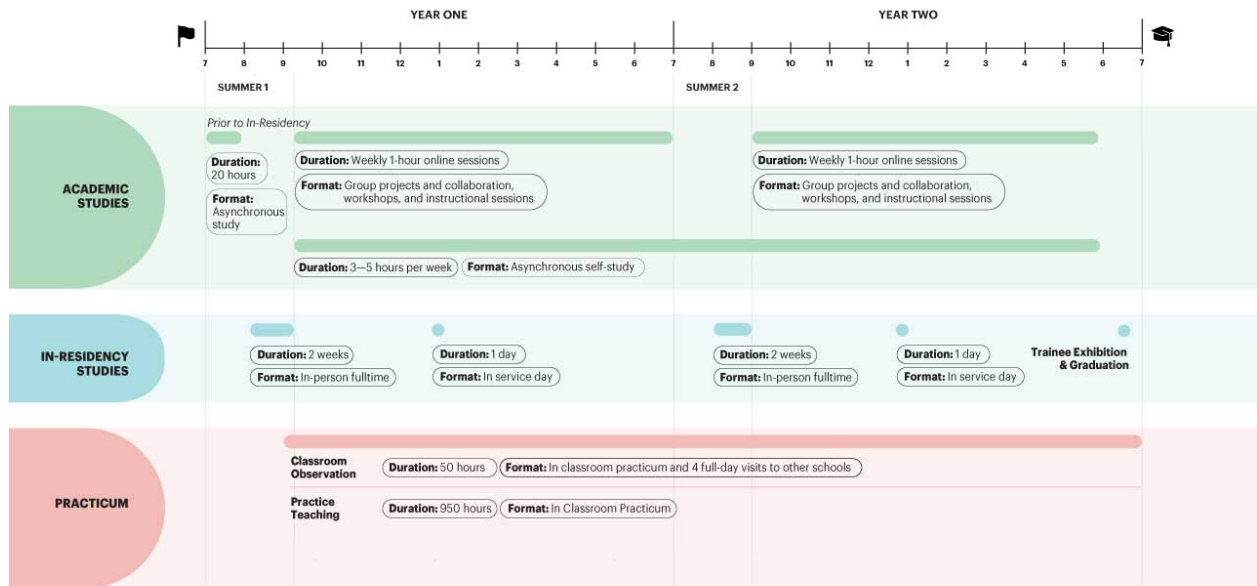 YEAR ONE
YEAR TWO
7 8 9 10 11 12 1 2 3 4 5 6 7 8 9 10 11 12 1 2 3 4 5 6 7
SUMMER 1
SUMMER 2
ACADEMIC
STUDIES
Prior to In-Residency
Duration:
20 hours
Format:
Asynchronous
study
Duration: Weekly 1-hour online sessions
Format: Group projects and collaboration,
workshops, and instructional sessions
Duration: Weekly 1-hour online sessions
Format: Group projects and collaboration,
workshops, and instructional sessions
Duration: 3—5 hours per week
Format: Asynchronous self-study
IN-RESIDENCY
STUDIES
Duration: 2 weeks
Format: In-person fulltime
Duration: 1 day
Format: In service day
Duration: 2 weeks
Format: In-person fulltime
Duration: 1 day
Format: In service day
Trainee Exhibition
& Graduation
PRACTICUM
Classroom
Observation
Duration: 50 hours
Format: In classroom practicum and 4 full-day visits to other schools
Practice
Teaching
Duration: 950 hours
Format: In Classroom Practicum